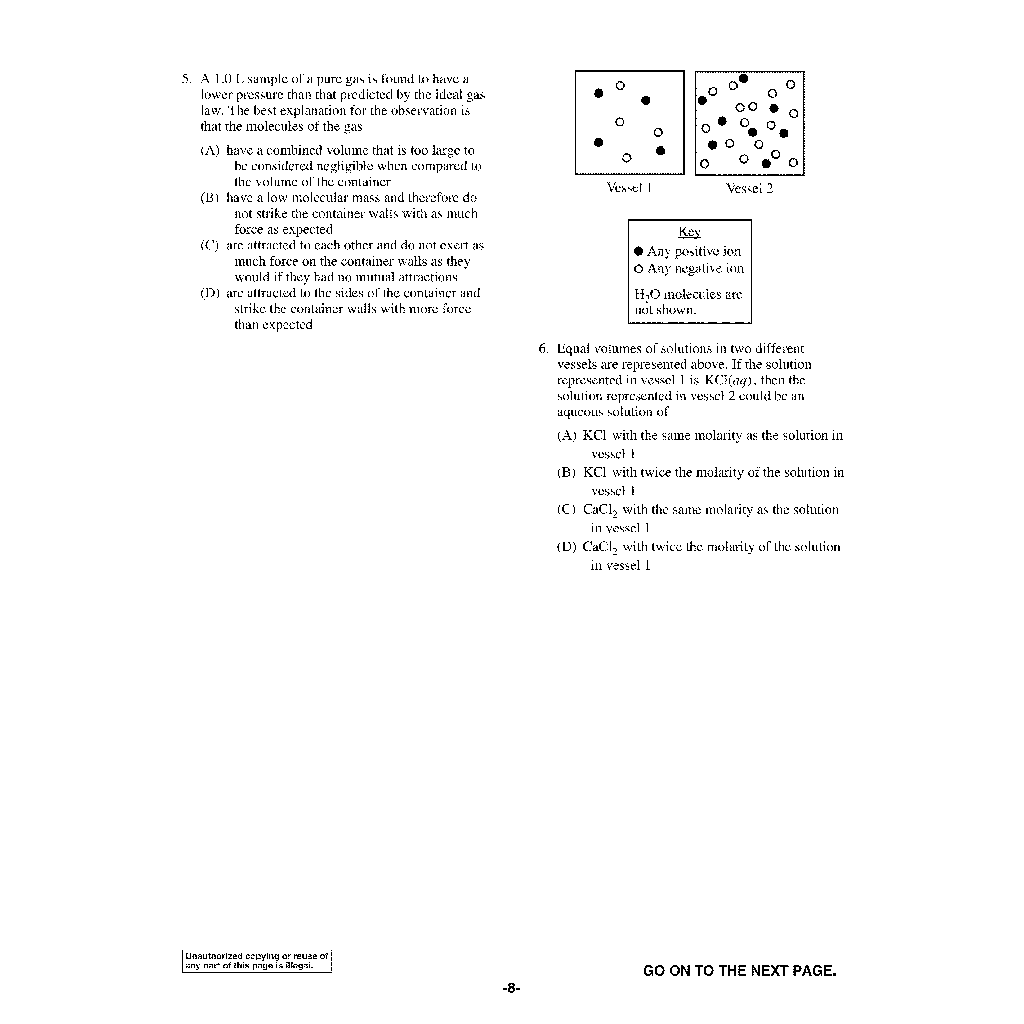 5. A 1.0 L sample of a pure gas is found to have a
lower pressure than that predicted by the ideal gas
law. The best explanation for the observation is
that the molecules of the gas
(A) have a combined volume that is too large to
be considered negligible when compared to
the volume of the container
(B) have a low molecular mass and therefore do
not strike the container walls with as much
force as expected
(C) are attracted to each other and do not exert as
much force on the container walls as they
would if they had no mutual attractions
(D) are attracted to the sides of the container and
strike the container walls with more force
than expected
Vessel 1 Vessel 2
Key
● Any positive ion
○ Any negative ion
H₂O molecules are
not shown.
6. Equal volumes of solutions in two different
vessels are represented above. If the solution
represented in vessel 1 is KCl(aq), then the
solution represented in vessel 2 could be an
aqueous solution of
(A) KCl with the same molarity as the solution in
vessel 1
(B) KCl with twice the molarity of the solution in
vessel 1
(C) CaCl₂ with the same molarity as the solution
in vessel 1
(D) CaCl₂ with twice the molarity of the solution
in vessel 1
Unauthorized copying or reuse of
any part of this page is illegal.
GO ON TO THE NEXT PAGE.
-8-